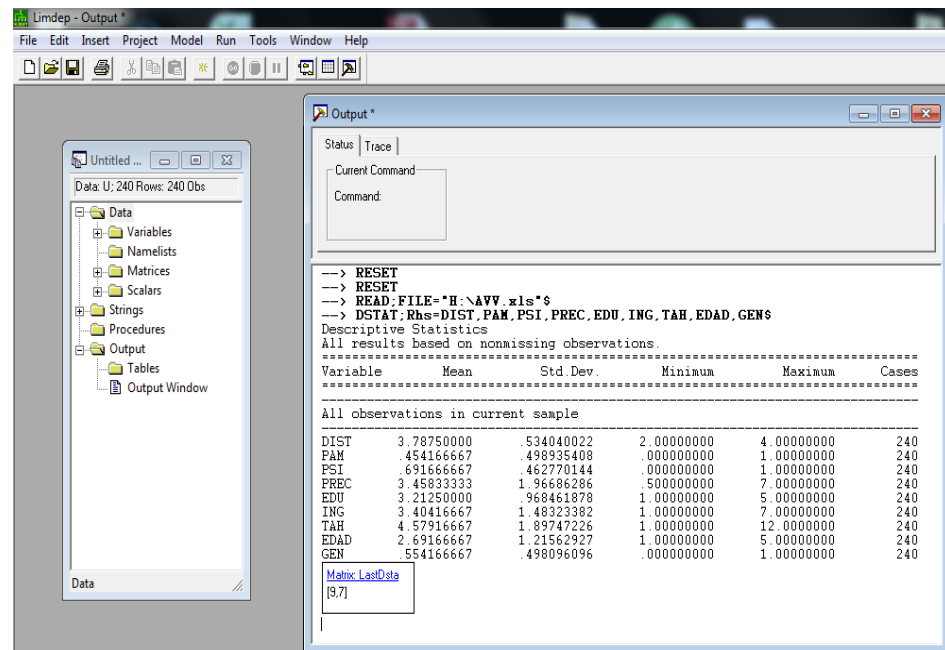 Limdep - Output *
File Edit Insert Project Model Run Tools Window Help
GO
Untitled ...
Data: U; 240 Rows: 240 Obs
Data
Variables
Namelists
Matrices
Scalars
Strings
Procedures
Output
Tables
Output Window
Data
Output *
Status Trace
Current Command
Command:
--> RESET
--> RESET
--> READ;FILE="H:\AVV.xls"$
--> DSTAT;Rhs=DIST,PAM,PSI,PREC,EDU,ING,TAH,EDAD,GEN$
Descriptive Statistics
All results based on nonmissing observations.
==============================================================================
Variable Mean Std.Dev. Minimum Maximum Cases
==============================================================================
------------------------------------------------------------------------------
All observations in current sample
------------------------------------------------------------------------------
DIST 3.78750000 .534040022 2.00000000 4.00000000 240
PAM .454166667 .498935408 .000000000 1.00000000 240
PSI .691666667 .462770144 .000000000 1.00000000 240
PREC 3.45833333 1.96686286 .500000000 7.00000000 240
EDU 3.21250000 .968461878 1.00000000 5.00000000 240
ING 3.40416667 1.48323382 1.00000000 7.00000000 240
TAH 4.57916667 1.89747226 1.00000000 12.0000000 240
EDAD 2.69166667 1.21562927 1.00000000 5.00000000 240
GEN .554166667 .498096096 .000000000 1.00000000 240
Matrix: LastDsta
[9,7]